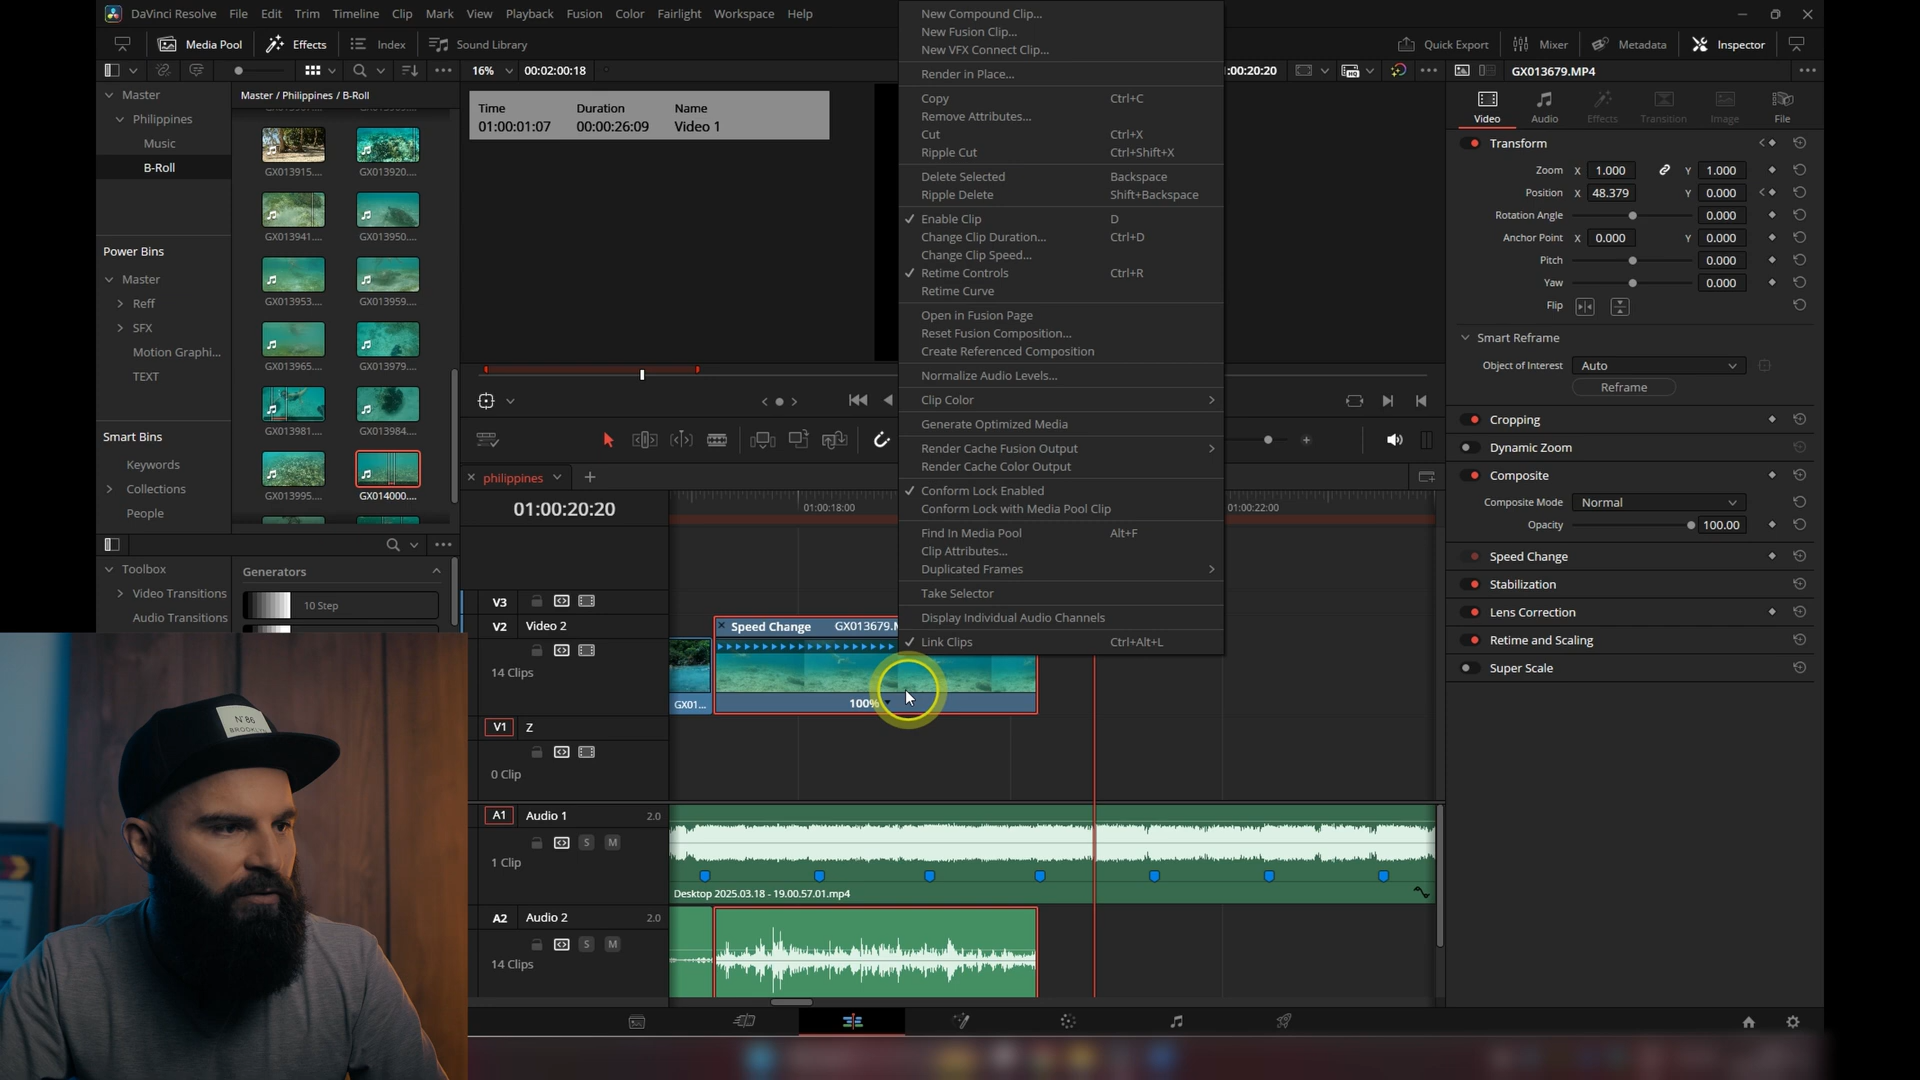 DaVinci Resolve File Edit Trim Timeline Clip Mark View Playback Fusion Color Fairlight Workspace Help
Media Pool Effects Index Sound Library
Quick Export Mixer Metadata Inspector
16% 00:02:00:18
:00:20:20
GX013679.MP4
Master
Philippines
Music
B-Roll
Power Bins
Master
Reff
SFX
Motion Graphi...
TEXT
Smart Bins
Keywords
Collections
People
Master / Philippines / B-Roll
GX013915.... GX013920....
GX013941.... GX013950....
GX013953.... GX013959....
GX013965.... GX013979....
GX013981.... GX013984....
GX013995.... GX014000....
Toolbox
Video Transitions
Audio Transitions
Generators
10 Step
Time Duration Name
01:00:01:07 00:00:26:09 Video 1
New Compound Clip...
New Fusion Clip...
New VFX Connect Clip...
Render in Place...
Copy Ctrl+C
Remove Attributes...
Cut Ctrl+X
Ripple Cut Ctrl+Shift+X
Delete Selected Backspace
Ripple Delete Shift+Backspace
Enable Clip D
Change Clip Duration... Ctrl+D
Change Clip Speed...
Retime Controls Ctrl+R
Retime Curve
Open in Fusion Page
Reset Fusion Composition...
Create Referenced Composition
Normalize Audio Levels...
Clip Color
Generate Optimized Media
Render Cache Fusion Output
Render Cache Color Output
Conform Lock Enabled
Conform Lock with Media Pool Clip
Find In Media Pool Alt+F
Clip Attributes...
Duplicated Frames
Take Selector
Display Individual Audio Channels
Link Clips Ctrl+Alt+L
philippines
01:00:20:20
01:00:18:00
01:00:22:00
V3
V2 Video 2
14 Clips
V1 Z
0 Clip
A1 Audio 1 2.0
S M
1 Clip
A2 Audio 2 2.0
S M
14 Clips
Speed Change GX013679.M
GX01...
100%
Desktop 2025.03.18 - 19.00.57.01.mp4
Video Audio Effects Transition Image File
Transform
Zoom X 1.000 Y 1.000
Position X 48.379 Y 0.000
Rotation Angle 0.000
Anchor Point X 0.000 Y 0.000
Pitch 0.000
Yaw 0.000
Flip
Smart Reframe
Object of Interest Auto
Reframe
Cropping
Dynamic Zoom
Composite
Composite Mode Normal
Opacity 100.00
Speed Change
Stabilization
Lens Correction
Retime and Scaling
Super Scale
N°86
BROOKLYN